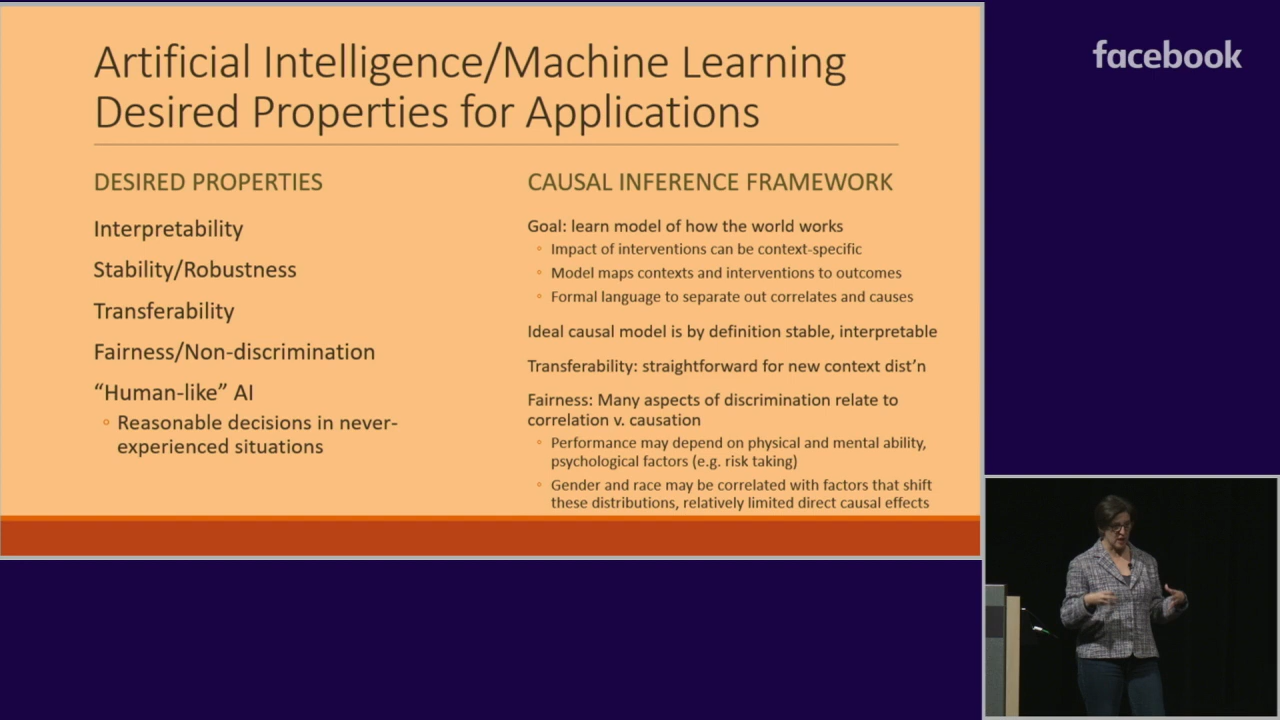 Artificial Intelligence/Machine Learning
Desired Properties for Applications
DESIRED PROPERTIES
Interpretability
Stability/Robustness
Transferability
Fairness/Non-discrimination
“Human-like” AI
◦ Reasonable decisions in never-
experienced situations
CAUSAL INFERENCE FRAMEWORK
Goal: learn model of how the world works
◦ Impact of interventions can be context-specific
◦ Model maps contexts and interventions to outcomes
◦ Formal language to separate out correlates and causes
Ideal causal model is by definition stable, interpretable
Transferability: straightforward for new context dist’n
Fairness: Many aspects of discrimination relate to
correlation v. causation
◦ Performance may depend on physical and mental ability,
psychological factors (e.g. risk taking)
◦ Gender and race may be correlated with factors that shift
these distributions, relatively limited direct causal effects
facebook